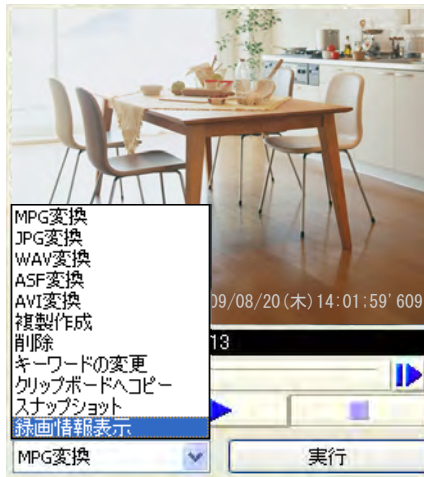 MPG変換
JPG変換
WAV変換
ASF変換
AVI変換
複製作成
削除
キーワードの変更
クリップボードへコピー
スナップショット
録画情報表示
09/08/20(木)14:01:59'609
13
MPG変換
実行